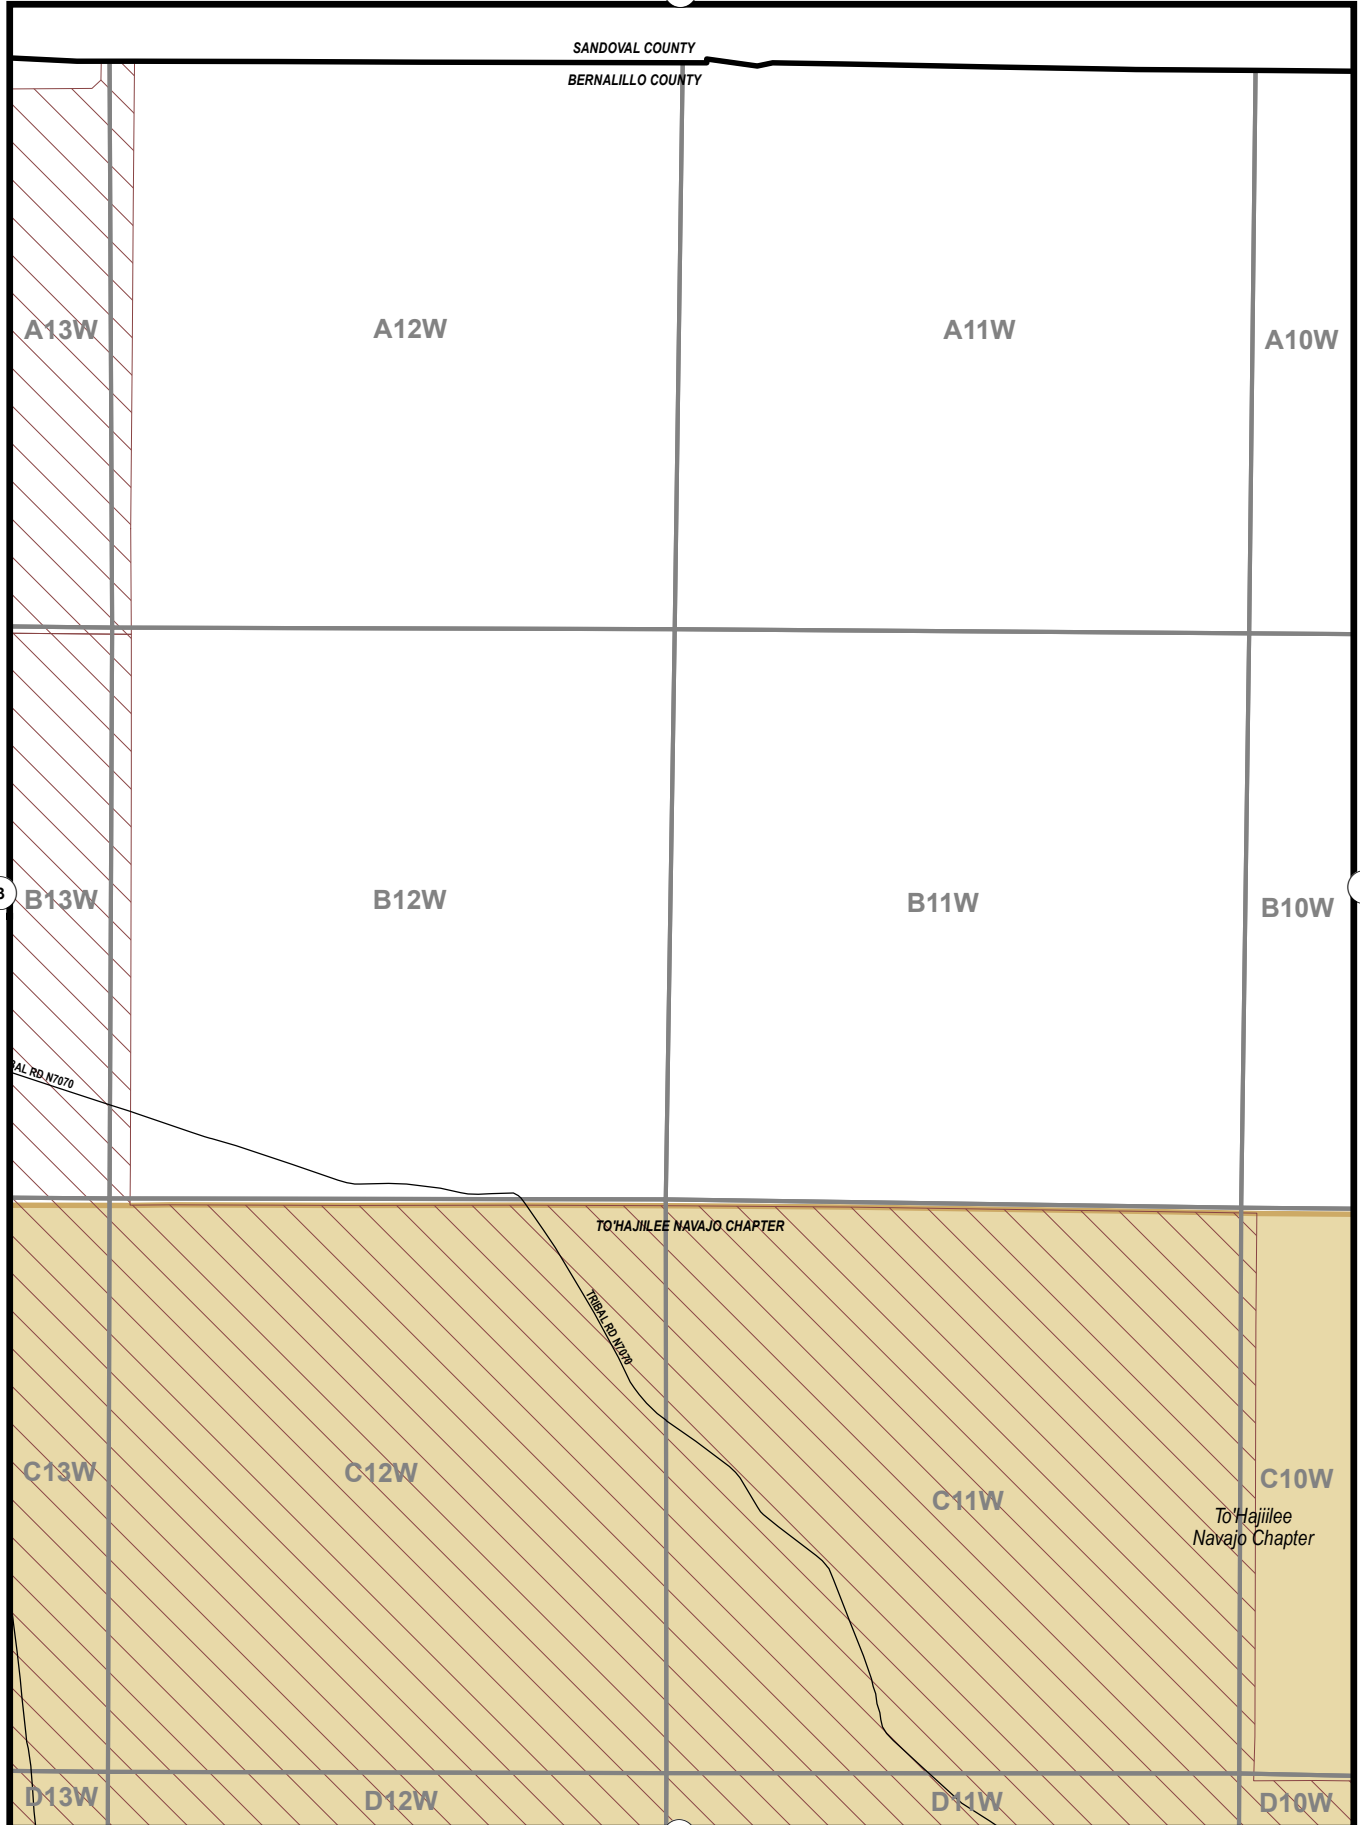 SANDOVAL COUNTY
BERNALILLO COUNTY
A13W
A12W
A11W
A10W
B13W
B12W
B11W
B10W
RD N7070
TO'HAJIILEE NAVAJO CHAPTER
TRIBAL RD N7070
C13W
C12W
C11W
C10W
To'Hajiilee
Navajo Chapter
D13W
D12W
D11W
D10W